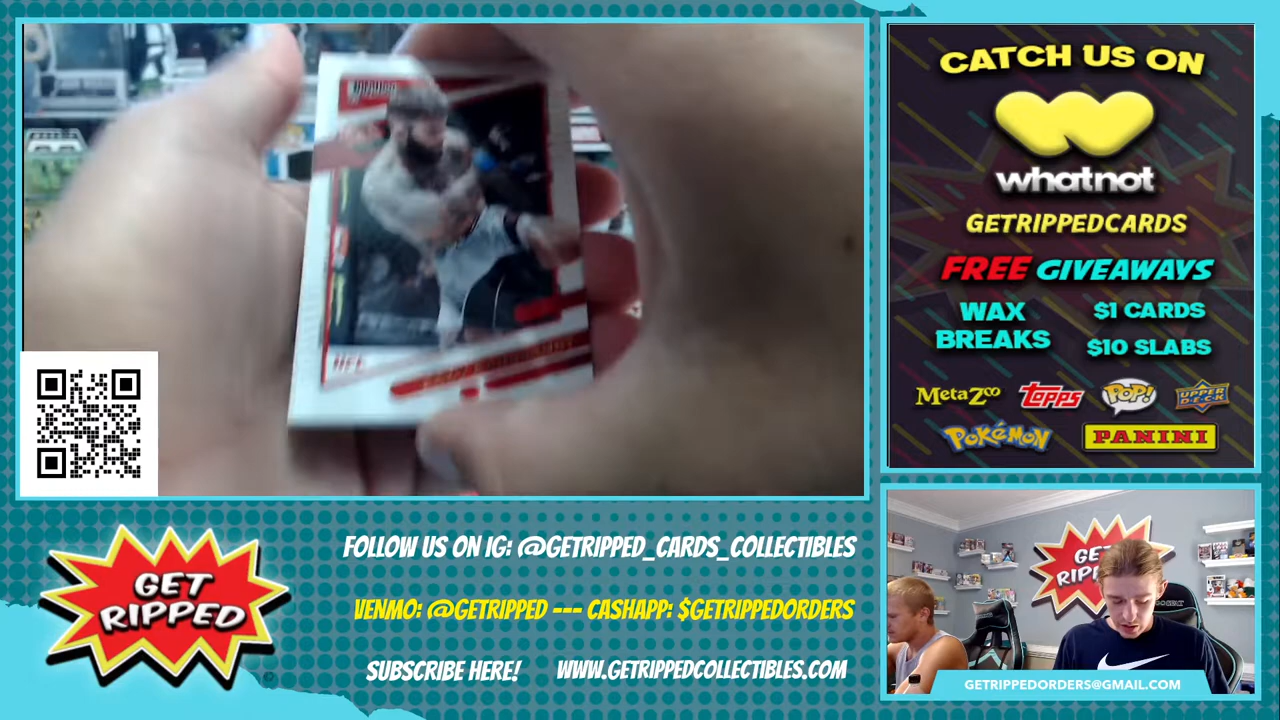 CATCH US ON
whatnot
GETRIPPEDCARDS
FREE GIVEAWAYS
WAX BREAKS
$1 CARDS
$10 SLABS
MetaZoo
Topps
POP!
UPPER DECK
Pokémon
PANINI
GET RIPPED
FOLLOW US ON IG: @GETRIPPED_CARDS_COLLECTIBLES
VENMO: @GETRIPPED --- CASHAPP: $GETRIPPEDORDERS
SUBSCRIBE HERE!
WWW.GETRIPPEDCOLLECTIBLES.COM
GETRIPPEDORDERS@GMAIL.COM